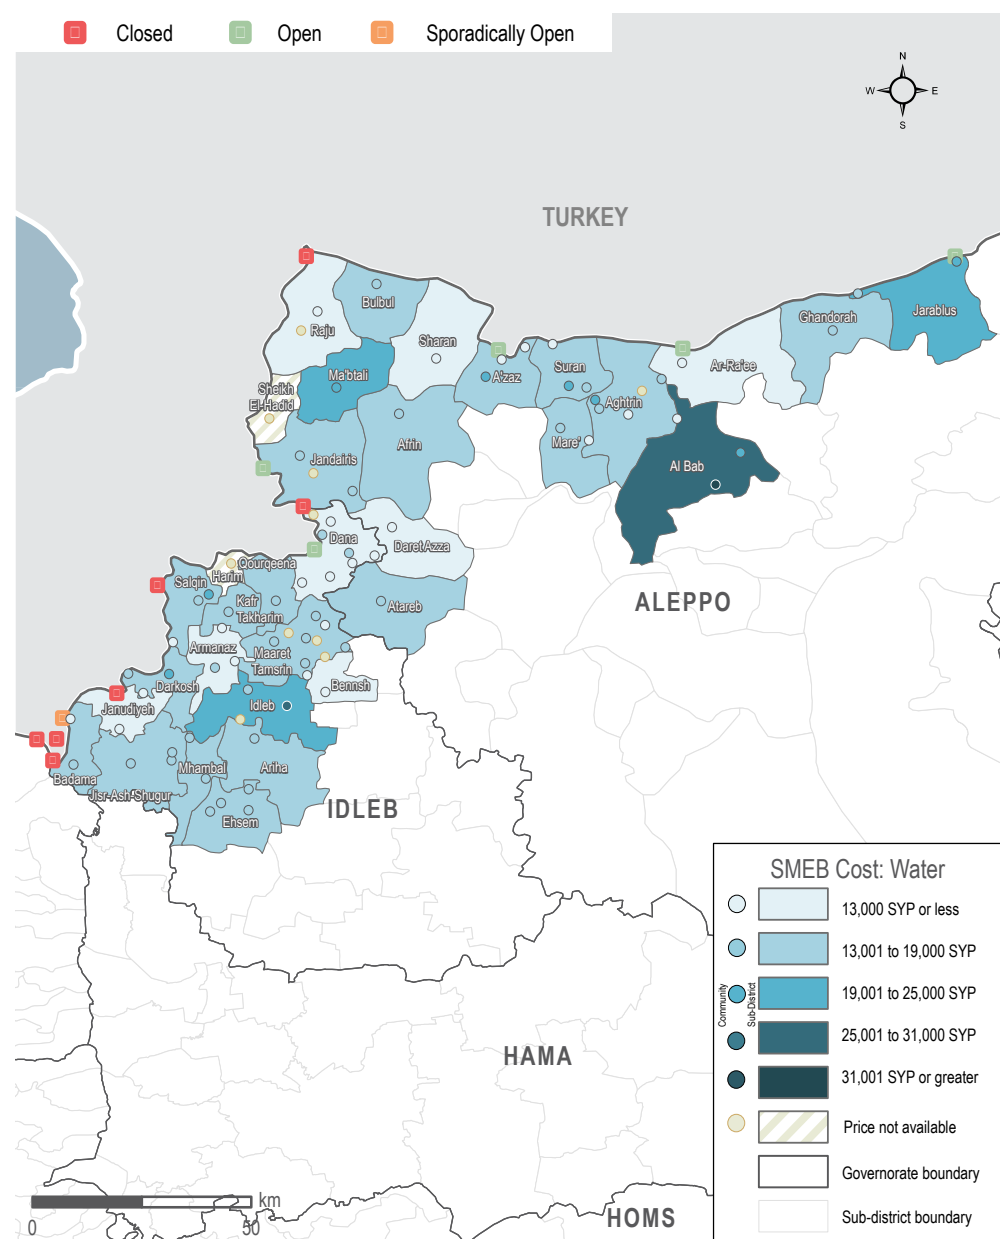 Closed
Open
Sporadically Open
N
W
E
S
TURKEY
Bulbul
Raju
Sharan
Ghandorah
Jarablus
Ma'btali
Sheikh
El-Hadid
A'zaz
Suran
Ar-Ra'ee
Aghtrin
Afrin
Mare'
Jandairis
Al Bab
Dana
Daret Azza
Qourqeena
Harim
Salqin
Kafr
Takharim
Atareb
ALEPPO
Armanaz
Maaret
Tamsrin
Darkosh
Bennsh
Janudiyeh
Idleb
Badama
Mhambal
Ariha
Jisr-Ash-Shugur
IDLEB
Ehsem
HAMA
HOMS
SMEB Cost: Water
Community
Sub-District
13,000 SYP or less
13,001 to 19,000 SYP
19,001 to 25,000 SYP
25,001 to 31,000 SYP
31,001 SYP or greater
Price not available
Governorate boundary
Sub-district boundary
km
0
50